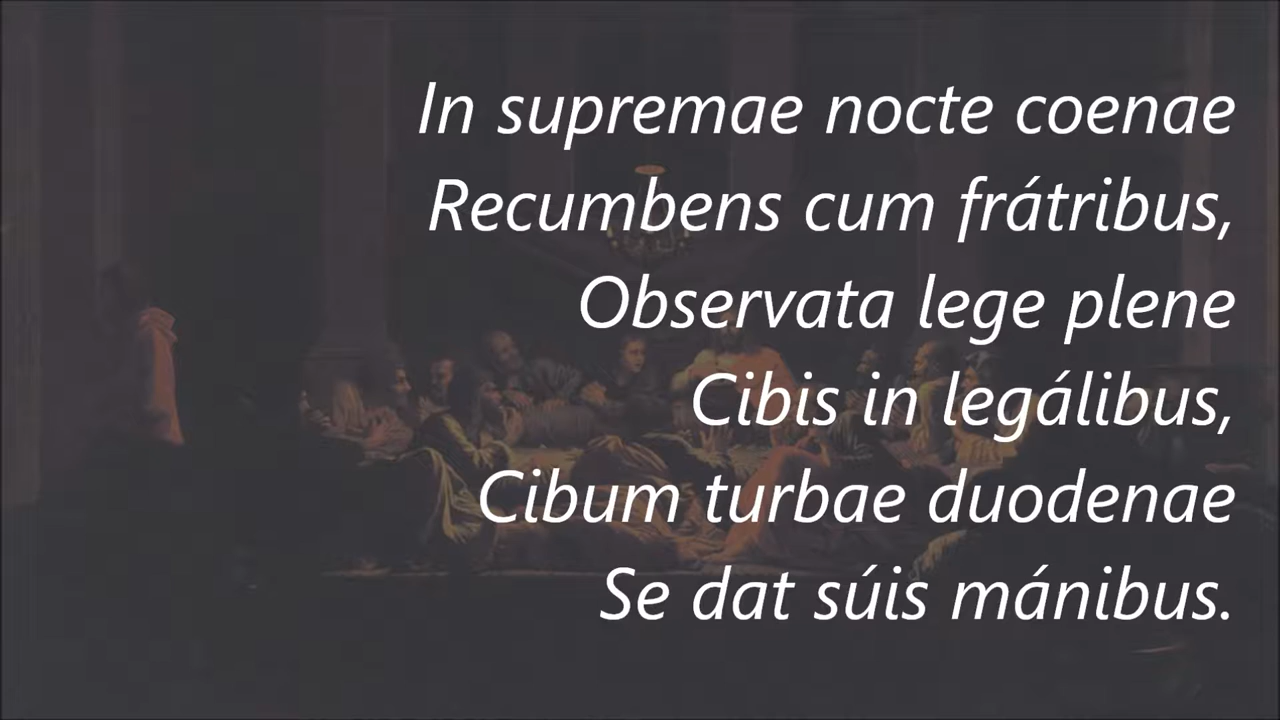 In supremae nocte coenae
Recumbens cum frátribus,
Observata lege plene
Cibis in legálibus,
Cibum turbae duodenae
Se dat súis mánibus.